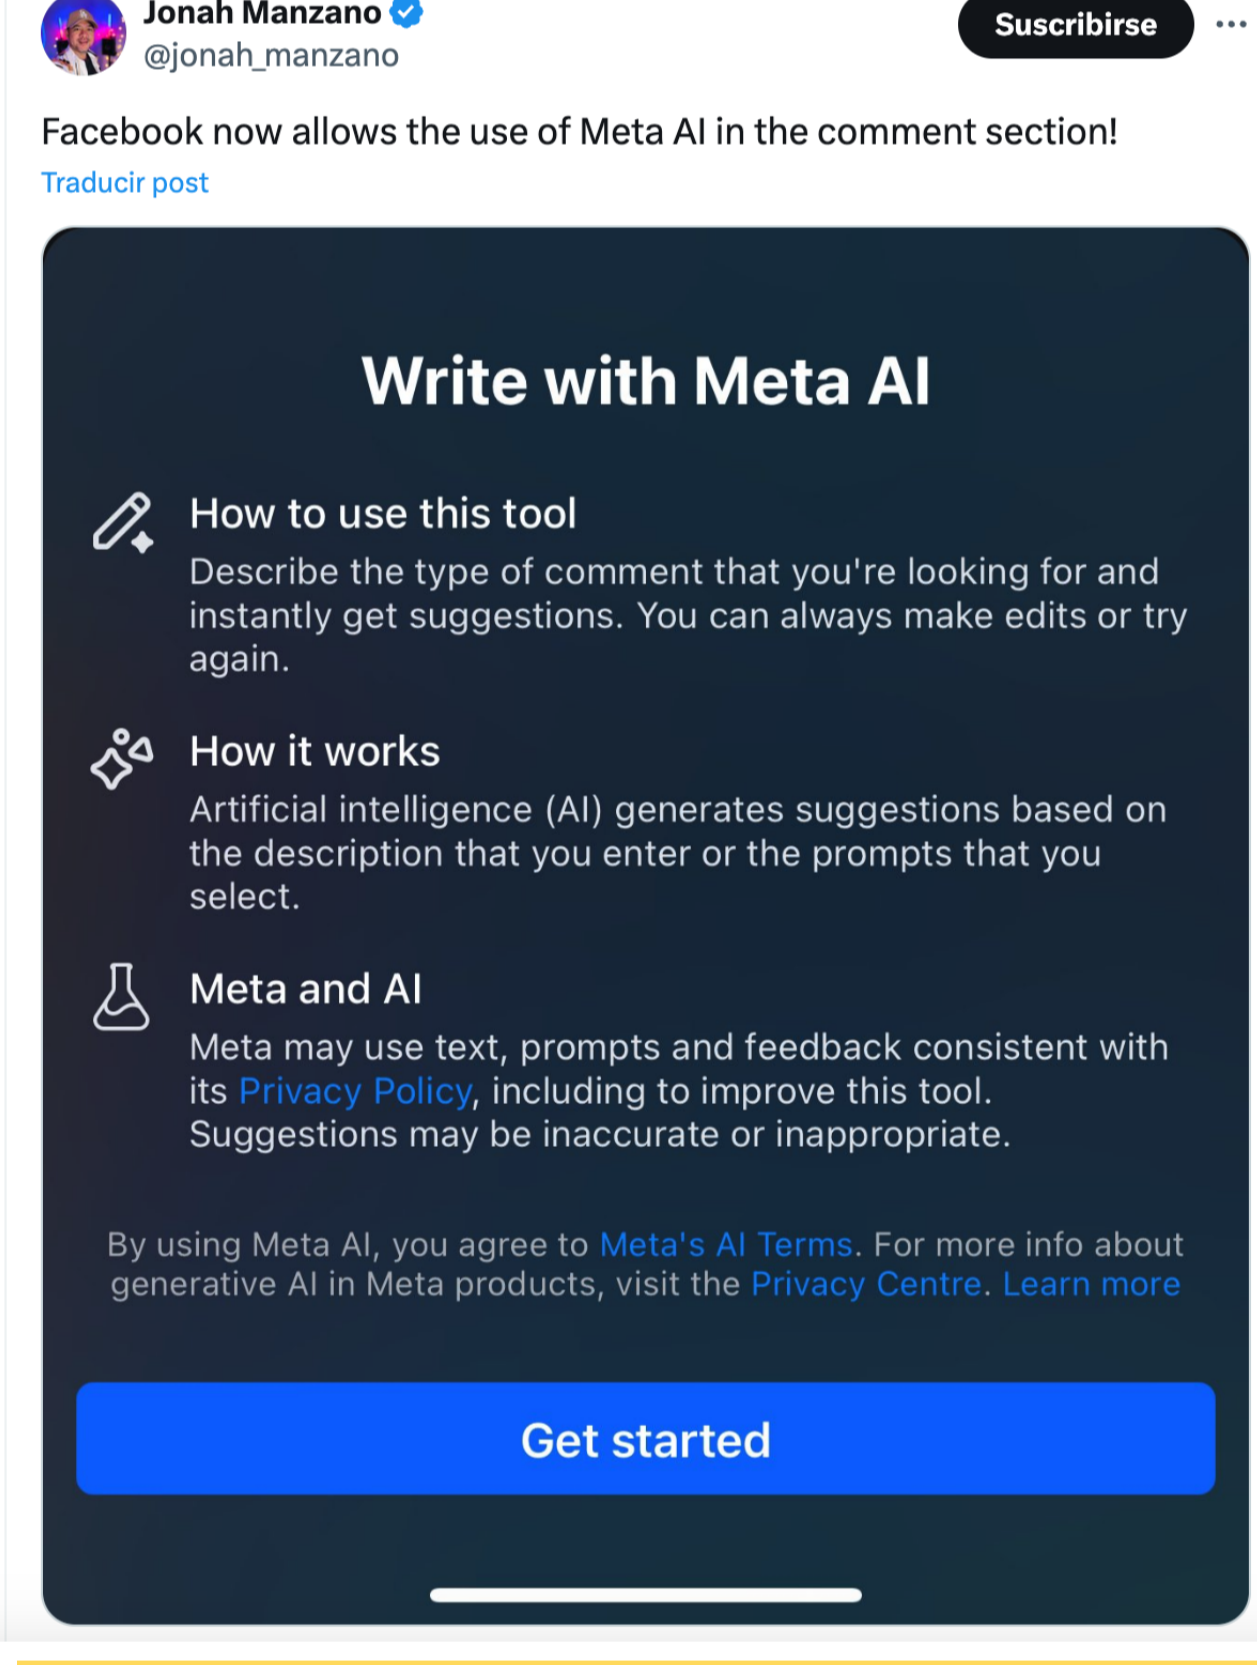 Jonah Manzano
@jonah_manzano
Suscribirse
Facebook now allows the use of Meta AI in the comment section!
Traducir post
Write with Meta AI
How to use this tool
Describe the type of comment that you're looking for and
instantly get suggestions. You can always make edits or try
again.
How it works
Artificial intelligence (AI) generates suggestions based on
the description that you enter or the prompts that you
select.
Meta and AI
Meta may use text, prompts and feedback consistent with
its Privacy Policy, including to improve this tool.
Suggestions may be inaccurate or inappropriate.
By using Meta AI, you agree to Meta's AI Terms. For more info about
generative AI in Meta products, visit the Privacy Centre. Learn more
Get started